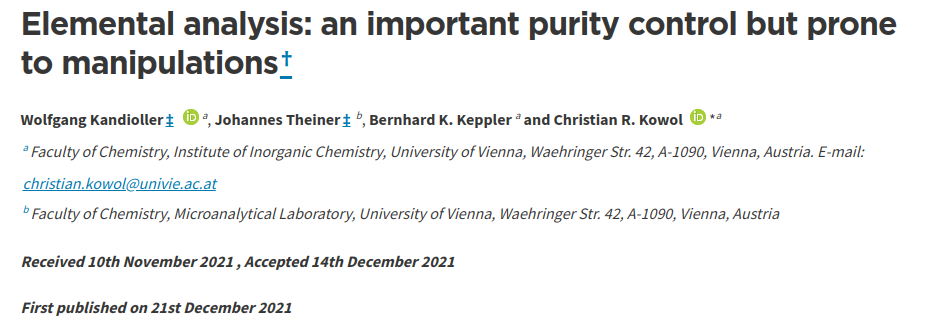 Elemental analysis: an important purity control but prone
to manipulations†
Wolfgang Kandioller‡ iD a, Johannes Theiner‡ b, Bernhard K. Keppler a and Christian R. Kowol iD *a
a Faculty of Chemistry, Institute of Inorganic Chemistry, University of Vienna, Waehringer Str. 42, A-1090, Vienna, Austria. E-mail:
christian.kowol@univie.ac.at
b Faculty of Chemistry, Microanalytical Laboratory, University of Vienna, Waehringer Str. 42, A-1090, Vienna, Austria
Received 10th November 2021 , Accepted 14th December 2021
First published on 21st December 2021